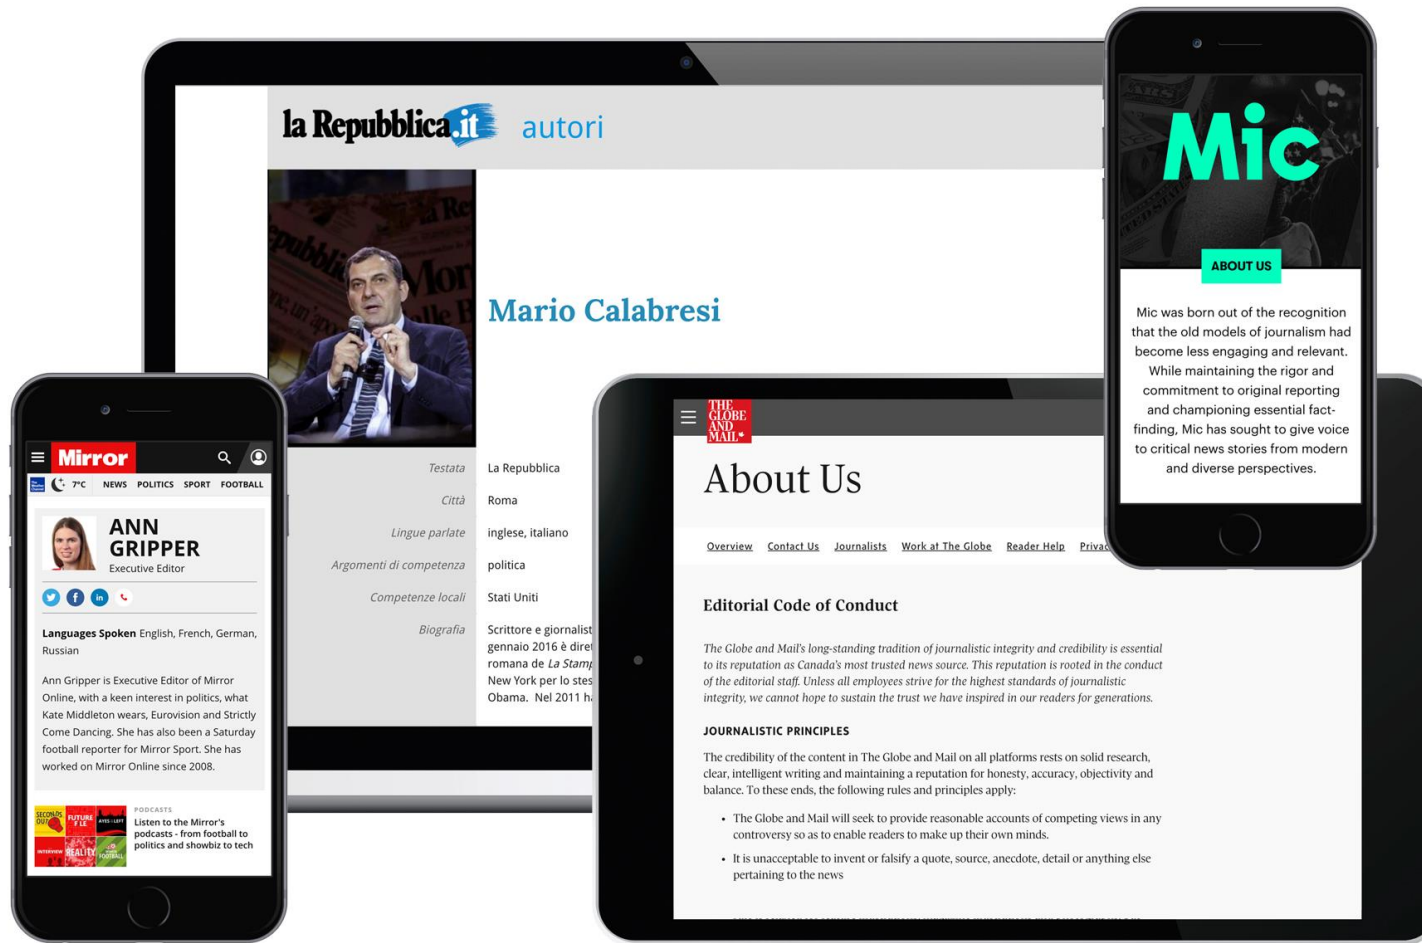 la Repubblica.it autori
Mario Calabresi
Testata La Repubblica
Città Roma
Lingue parlate inglese, italiano
Argomenti di competenza politica
Competenze locali Stati Uniti
Biografia Scrittore e giornalist
gennaio 2016 è diret
romana de La Stamp
New York per lo stes
Obama. Nel 2011 ha
Mic
ABOUT US
Mic was born out of the recognition
that the old models of journalism had
become less engaging and relevant.
While maintaining the rigor and
commitment to original reporting
and championing essential fact-
finding, Mic has sought to give voice
to critical news stories from modern
and diverse perspectives.
Mirror
7°C NEWS POLITICS SPORT FOOTBALL
ANN
GRIPPER
Executive Editor
Languages Spoken English, French, German,
Russian
Ann Gripper is Executive Editor of Mirror
Online, with a keen interest in politics, what
Kate Middleton wears, Eurovision and Strictly
Come Dancing. She has also been a Saturday
football reporter for Mirror Sport. She has
worked on Mirror Online since 2008.
PODCASTS
Listen to the Mirror's
podcasts - from football to
politics and showbiz to tech
THE
GLOBE
AND
MAIL
About Us
Overview Contact Us Journalists Work at The Globe Reader Help Privac
Editorial Code of Conduct
The Globe and Mail's long-standing tradition of journalistic integrity and credibility is essential
to its reputation as Canada's most trusted news source. This reputation is rooted in the conduct
of the editorial staff. Unless all employees strive for the highest standards of journalistic
integrity, we cannot hope to sustain the trust we have inspired in our readers for generations.
JOURNALISTIC PRINCIPLES
The credibility of the content in The Globe and Mail on all platforms rests on solid research,
clear, intelligent writing and maintaining a reputation for honesty, accuracy, objectivity and
balance. To these ends, the following rules and principles apply:
• The Globe and Mail will seek to provide reasonable accounts of competing views in any
controversy so as to enable readers to make up their own minds.
• It is unacceptable to invent or falsify a quote, source, anecdote, detail or anything else
pertaining to the news